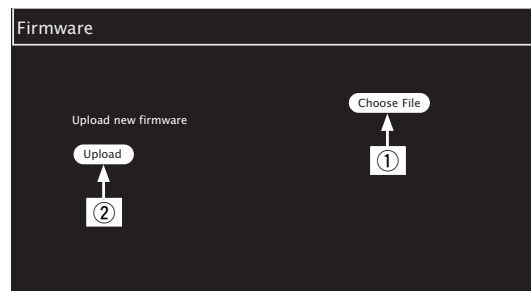 Firmware
Choose File
Upload new firmware
Upload
①
②